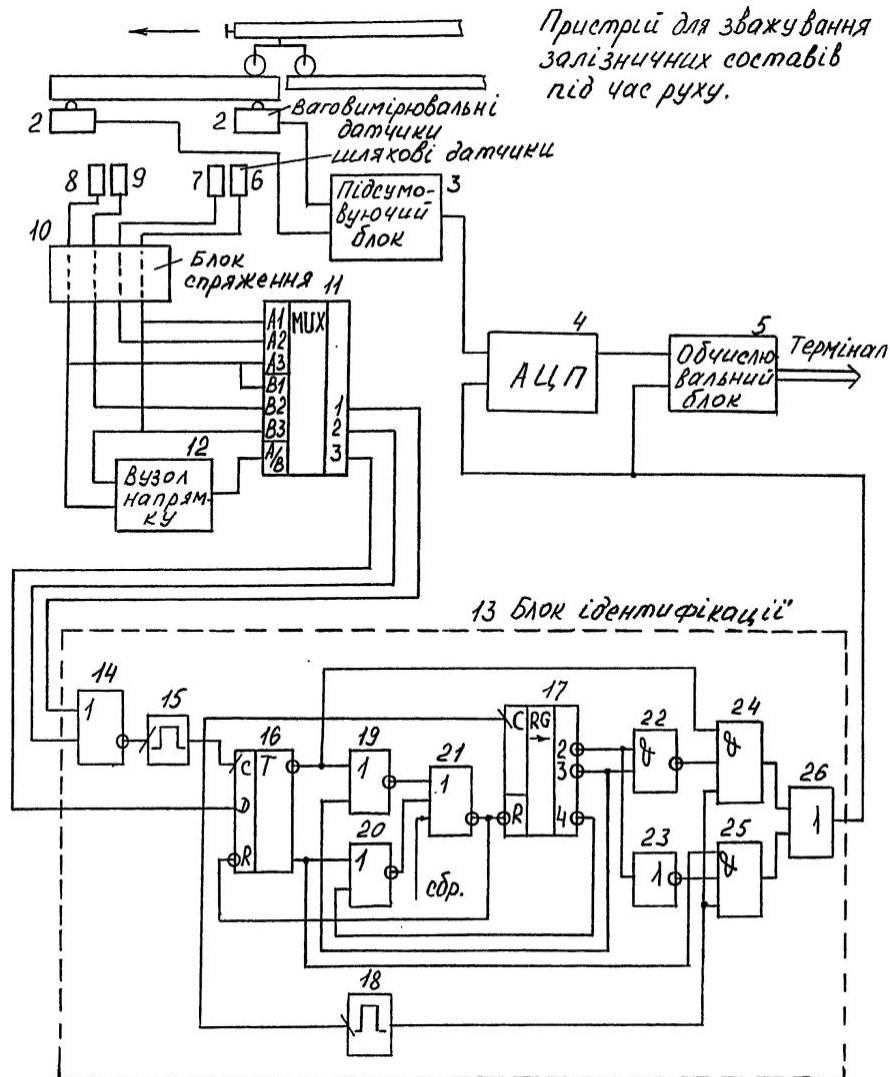 Пристрій для зважування
залізничних составів
під час руху.
2
2
ваговимірювальні
датчики
шляхові датчики
8
9
7
6
3
Підсумо-
вуючий
блок
10
Блок
спряження
11
A1
A2
A3
B1
B2
B3
A/B
MUX
1
2
3
4
АЦП
5
Обчислю
вальний
блок
Термінал
12
Вузол
напрям-
ку
13 Блок ідентифікації
14
1
15
16
C
T
D
R
19
1
20
1
21
1
сбр.
17
C
RG
R
2
3
4
22
&
23
1
24
&
25
&
26
1
18